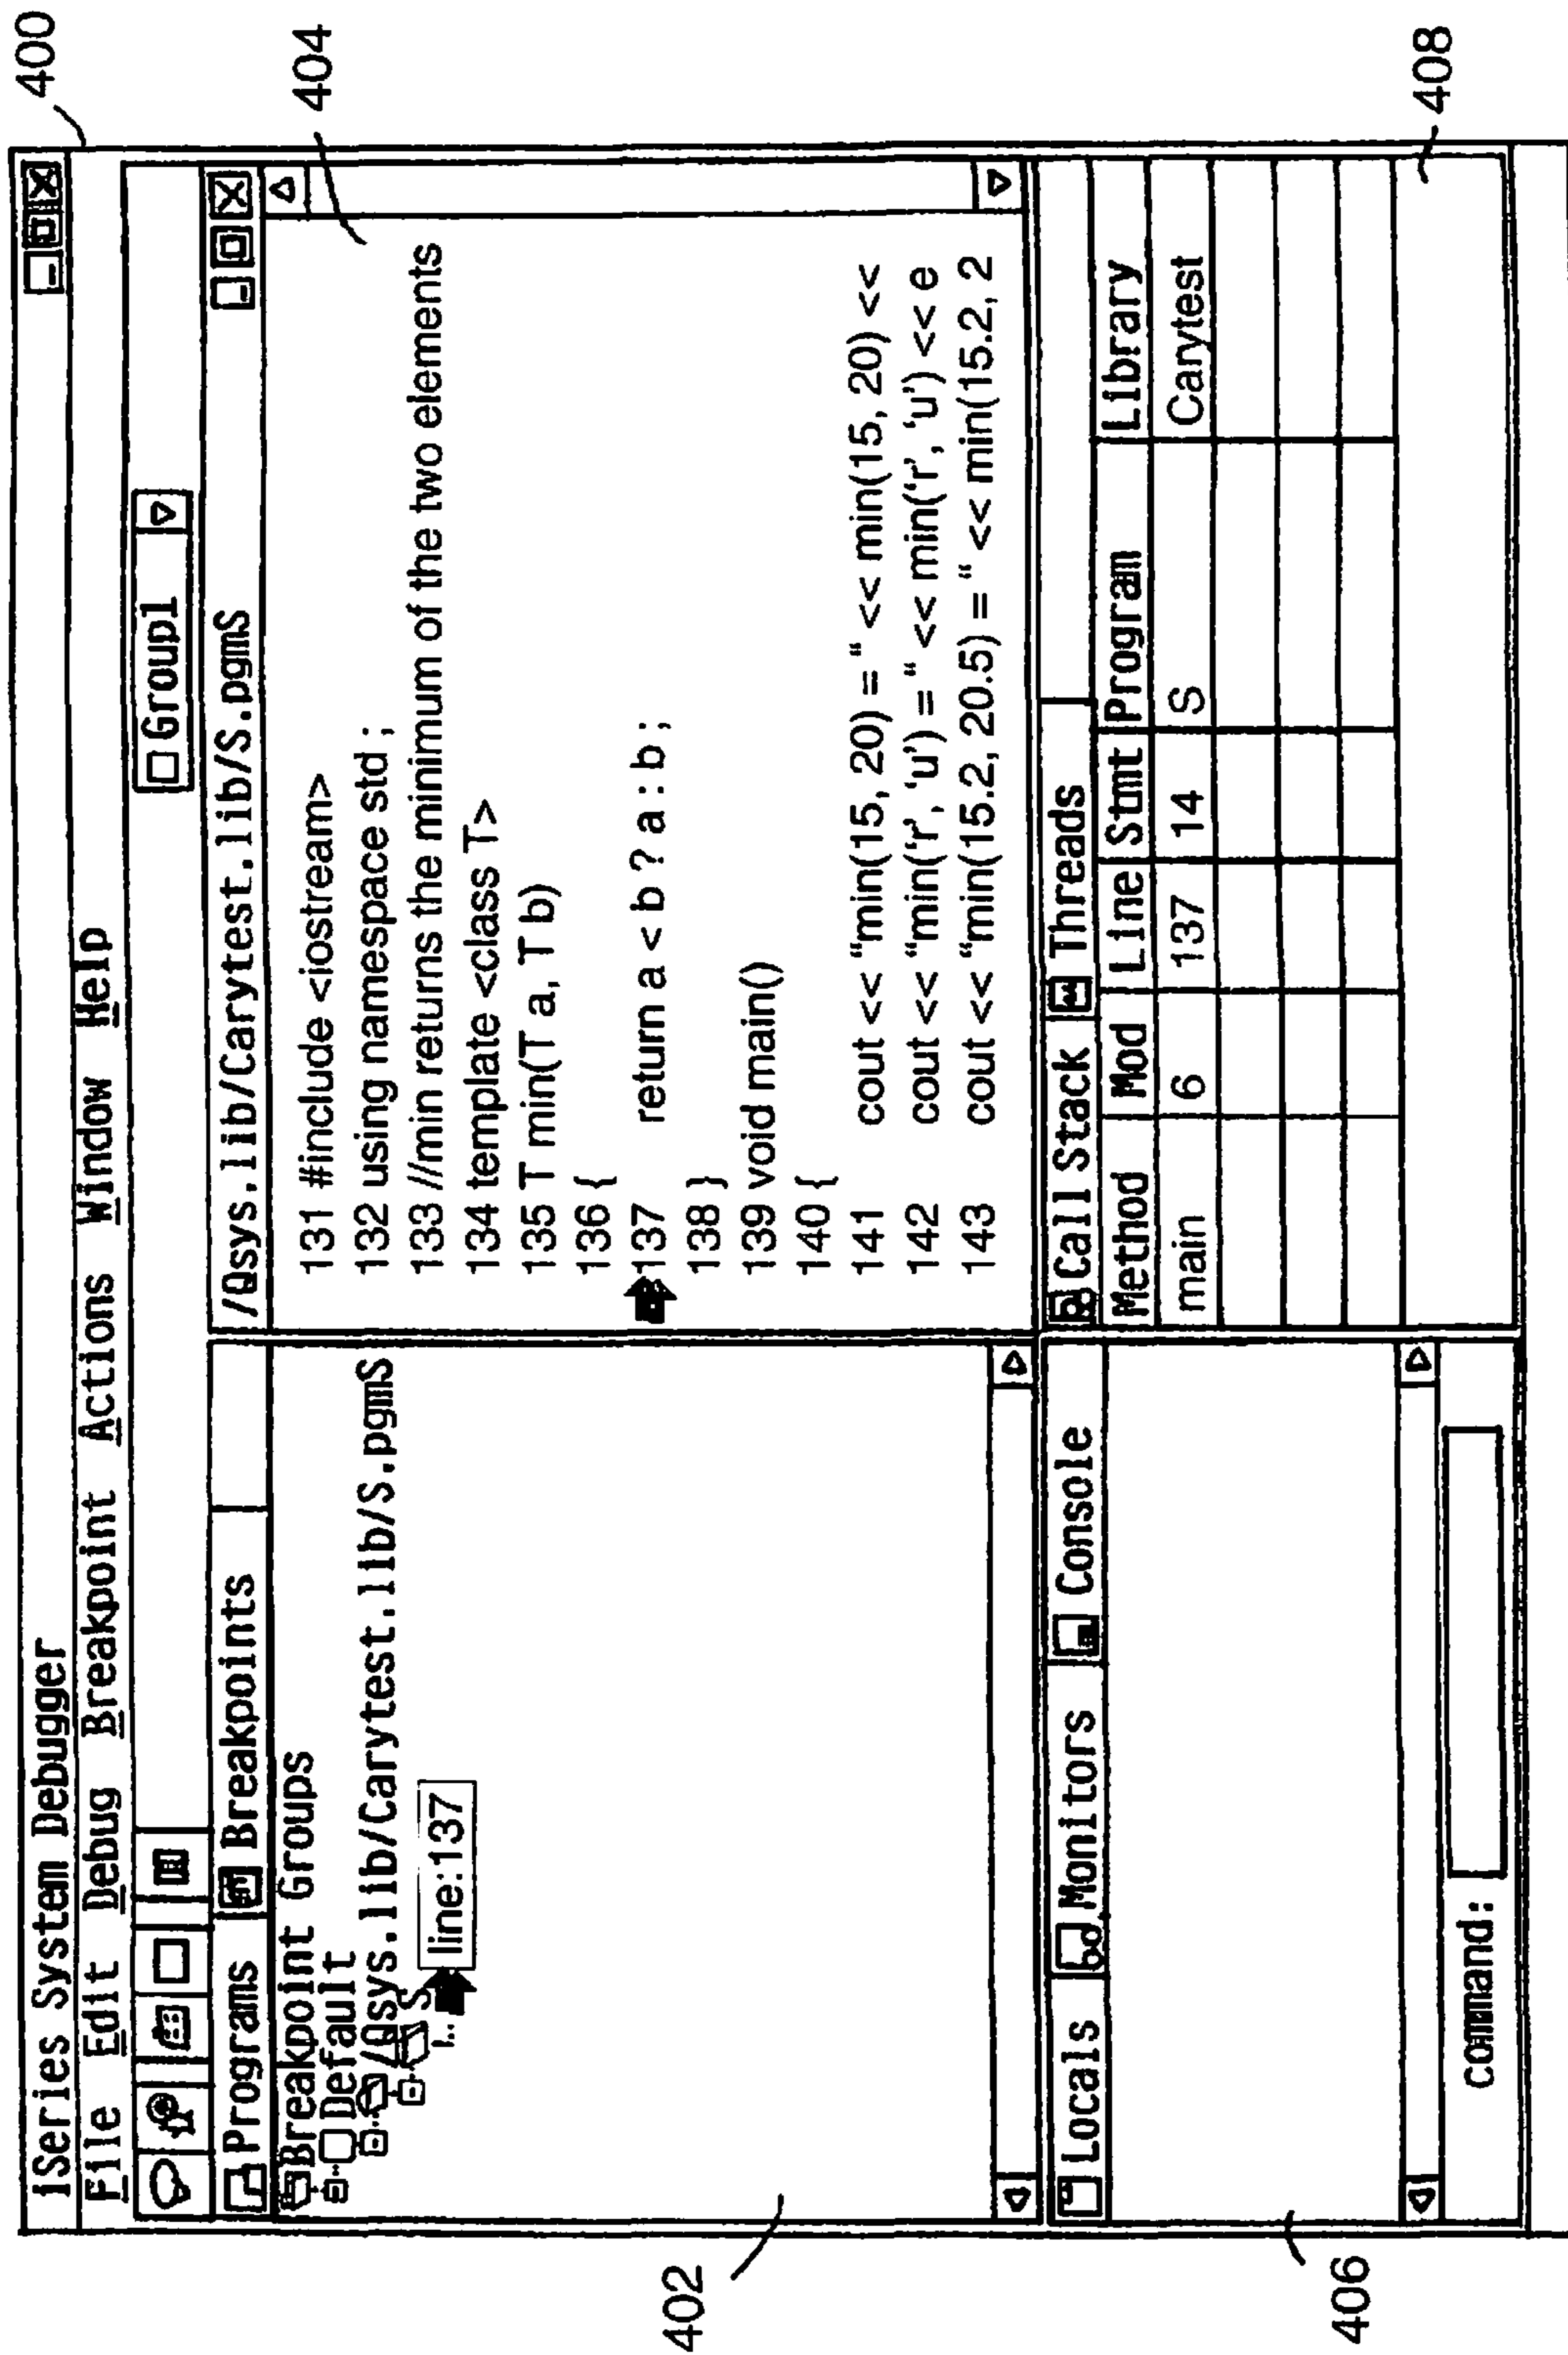 400
iSeries System Debugger
File Edit Debug Breakpoint Actions Window Help
Group1
Programs Breakpoints
Breakpoint Groups
Default
/Qsys.lib/Carytest.lib/S.pgmS
S
line:137
402
/Qsys.lib/Carytest.lib/S.pgmS
404
131 #include <iostream>
132 using namespace std ;
133 //min returns the minimum of the two elements
134 template <class T>
135 T min(T a, T b)
136 {
137 return a < b ? a : b ;
138 }
139 void main()
140 {
141 cout << “min(15, 20) = “ << min(15, 20) <<
142 cout << “min(‘r’, ‘u’) = “ << min(‘r’, ‘u’) << e
143 cout << “min(15.2, 20.5) = “ << min(15.2, 2
Locals Monitors Console
command:
406
Call Stack Threads
Method Mod Line Stmt Program Library
main 6 137 14 S Carytest
408